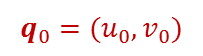 q₀ = (u₀, v₀)